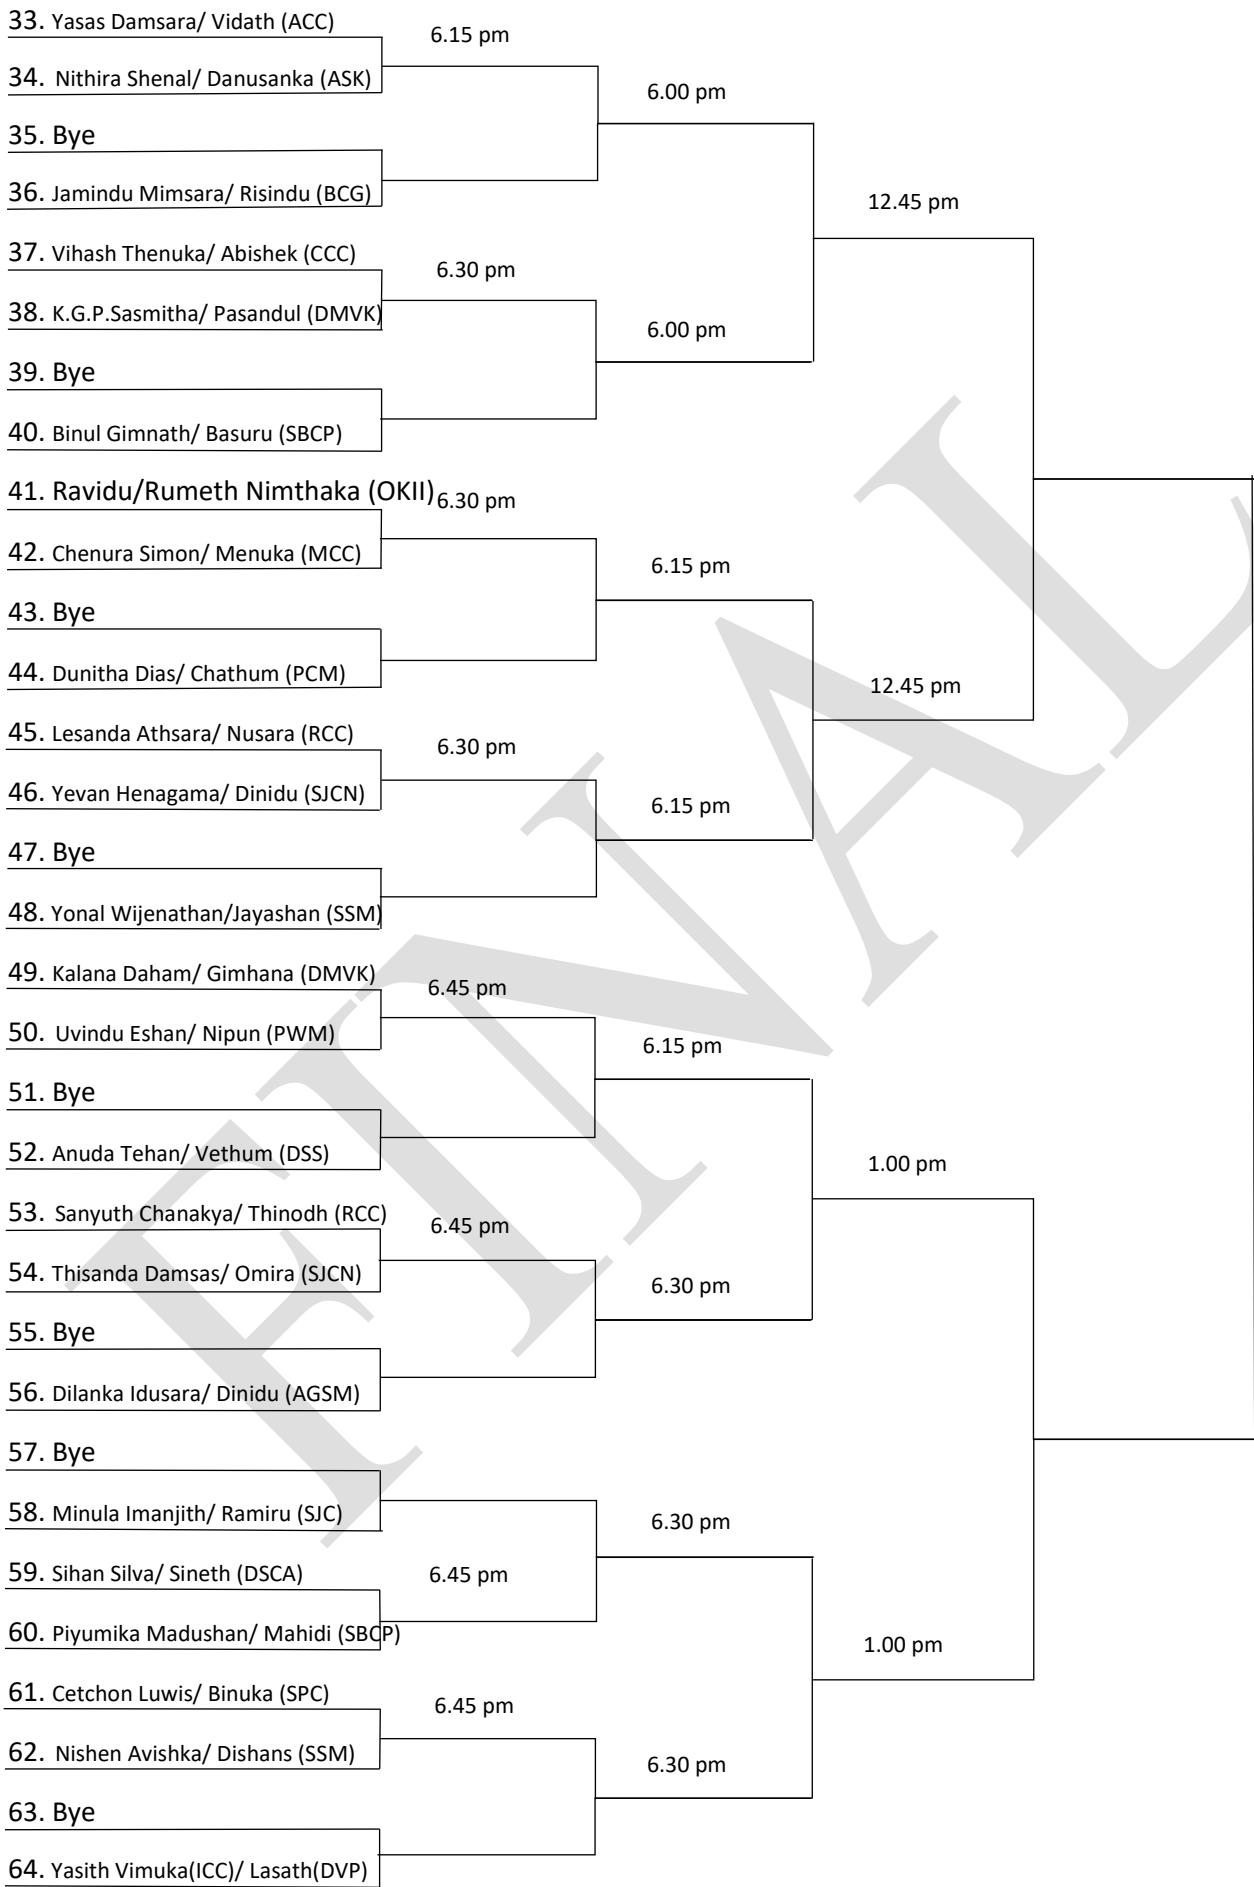 33. Yasas Damsara/ Vidath (ACC)
6.15 pm
34. Nithira Shenal/ Danusanka (ASK)
6.00 pm
35. Bye
36. Jamindu Mimsara/ Risindu (BCG)
12.45 pm
37. Vihash Thenuka/ Abishek (CCC)
6.30 pm
38. K.G.P.Sasmitha/ Pasandul (DMVK)
6.00 pm
39. Bye
40. Binul Gimnath/ Basuru (SBCP)
41. Ravidu/Rumeth Nimthaka (OKII)
6.30 pm
42. Chenura Simon/ Menuka (MCC)
6.15 pm
43. Bye
44. Dunitha Dias/ Chathum (PCM)
12.45 pm
45. Lesanda Athsara/ Nusara (RCC)
6.30 pm
46. Yevan Henagama/ Dinidu (SJCN)
6.15 pm
47. Bye
48. Yonal Wijenathan/Jayashan (SSM)
49. Kalana Daham/ Gimhana (DMVK)
6.45 pm
50. Uvindu Eshan/ Nipun (PWM)
6.15 pm
51. Bye
52. Anuda Tehan/ Vethum (DSS)
1.00 pm
53. Sanyuth Chanakya/ Thinodh (RCC)
6.45 pm
54. Thisanda Damsas/ Omira (SJCN)
6.30 pm
55. Bye
56. Dilanka Idusara/ Dinidu (AGSM)
57. Bye
58. Minula Imanjith/ Ramiru (SJC)
6.30 pm
59. Sihan Silva/ Sineth (DSCA)
6.45 pm
60. Piyumika Madushan/ Mahidi (SBCP)
1.00 pm
61. Cetchon Luwis/ Binuka (SPC)
6.45 pm
62. Nishen Avishka/ Dishans (SSM)
6.30 pm
63. Bye
64. Yasith Vimuka(ICC)/ Lasath(DVP)
FINAL